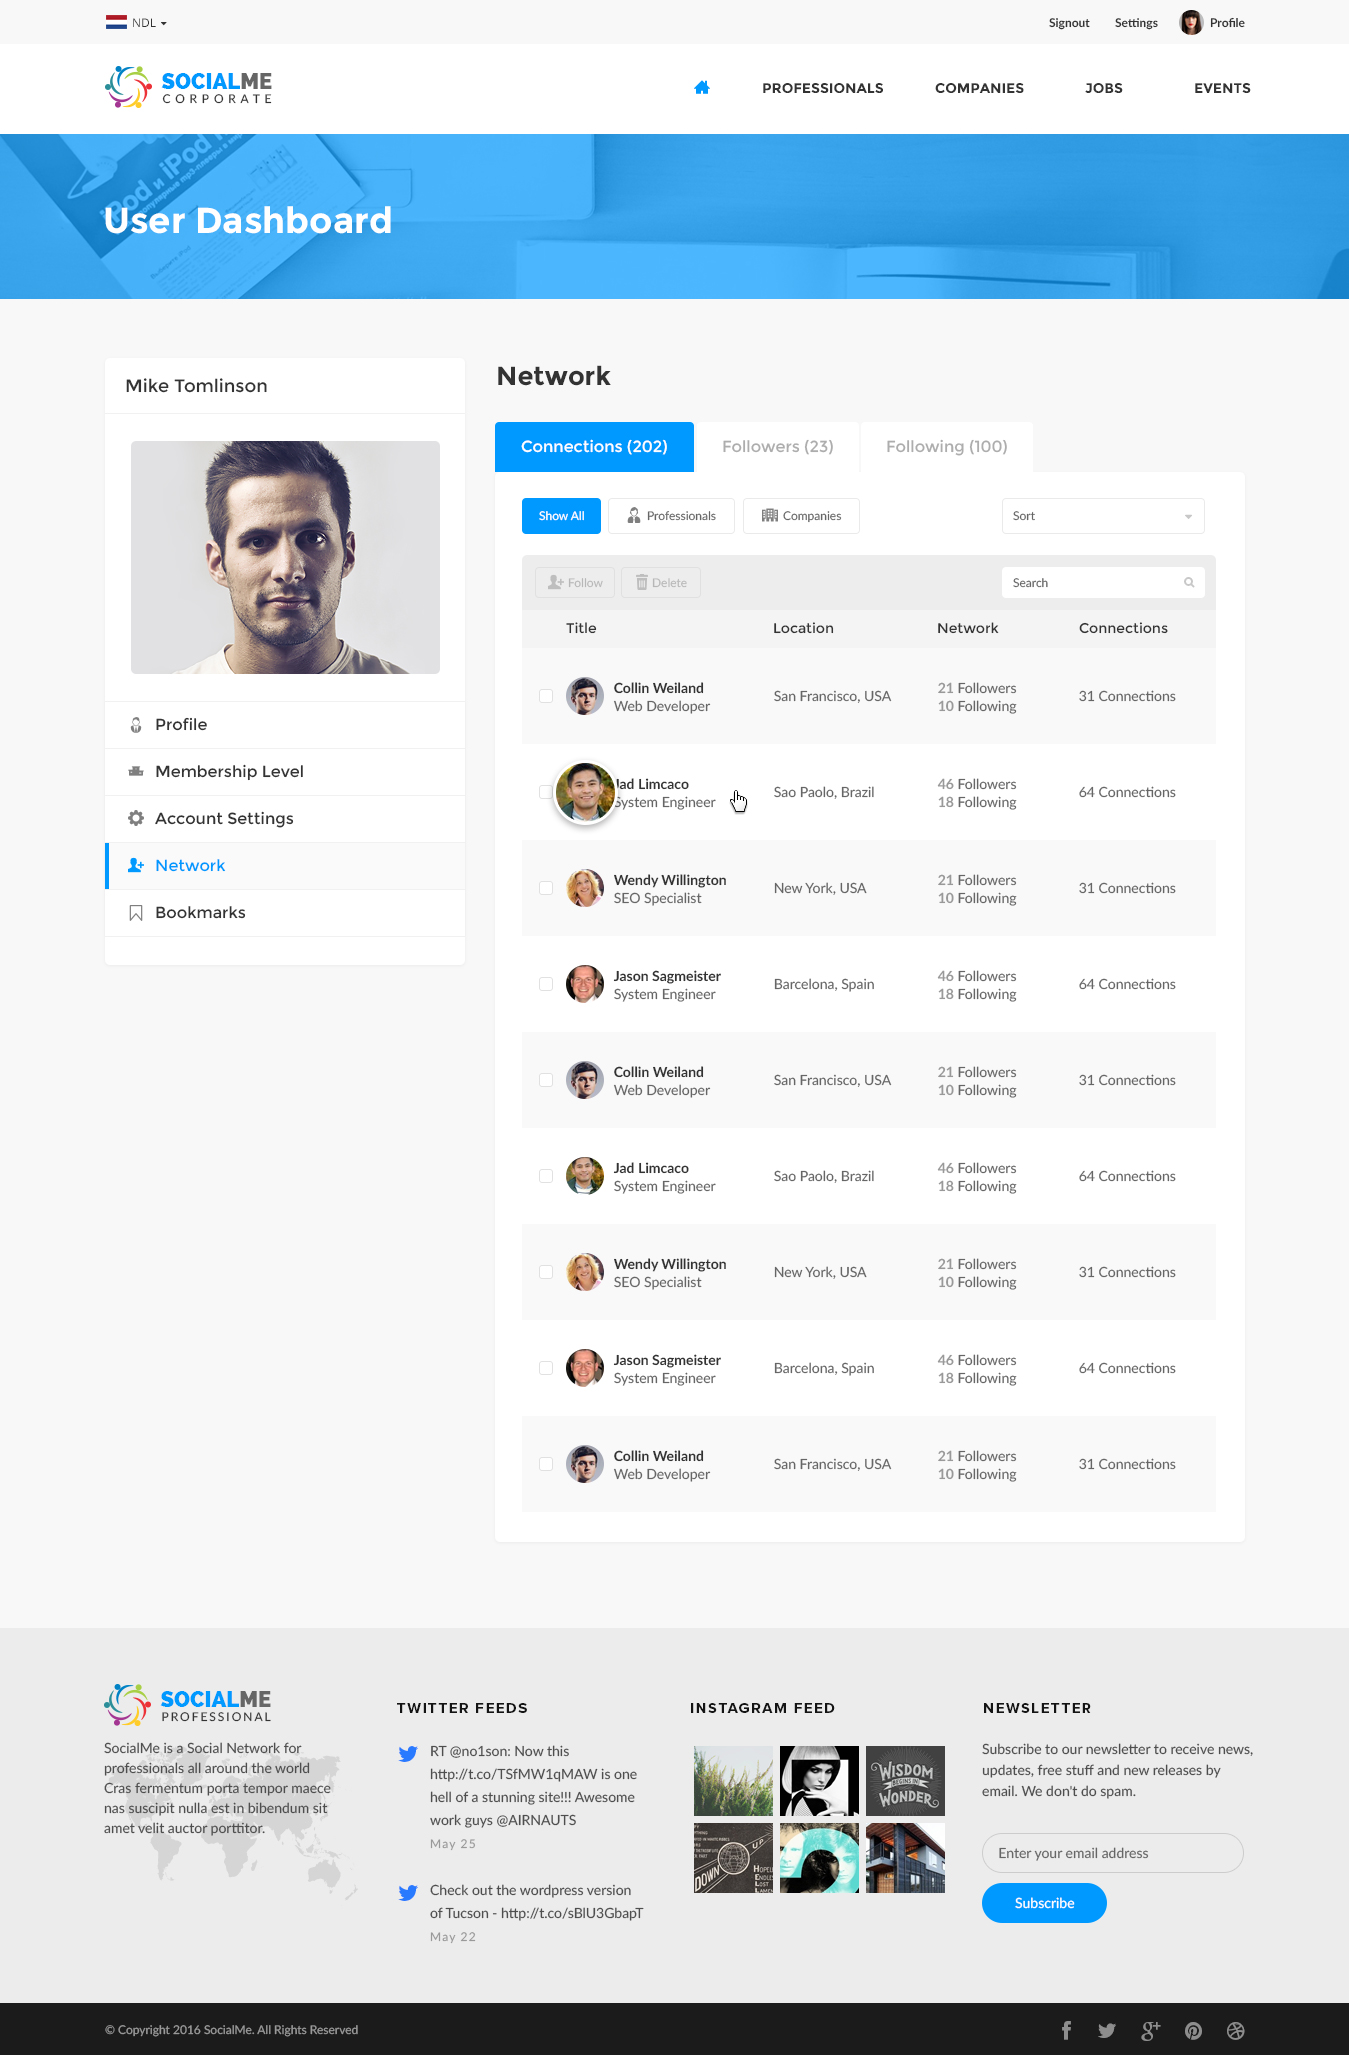 NDL
Signout Settings Profile
SOCIALME
CORPORATE
PROFESSIONALS COMPANIES JOBS EVENTS
iPod и iPod
User Dashboard
Mike Tomlinson
Profile
Membership Level
Account Settings
Network
Bookmarks
Network
Connections (202) Followers (23) Following (100)
Show All Professionals Companies Sort
Follow Delete Search
Title Location Network Connections
Collin Weiland
Web Developer
San Francisco, USA
21 Followers
10 Following
31 Connections
Jad Limcaco
System Engineer
Sao Paolo, Brazil
46 Followers
18 Following
64 Connections
Wendy Willington
SEO Specialist
New York, USA
21 Followers
10 Following
31 Connections
Jason Sagmeister
System Engineer
Barcelona, Spain
46 Followers
18 Following
64 Connections
Collin Weiland
Web Developer
San Francisco, USA
21 Followers
10 Following
31 Connections
Jad Limcaco
System Engineer
Sao Paolo, Brazil
46 Followers
18 Following
64 Connections
Wendy Willington
SEO Specialist
New York, USA
21 Followers
10 Following
31 Connections
Jason Sagmeister
System Engineer
Barcelona, Spain
46 Followers
18 Following
64 Connections
Collin Weiland
Web Developer
San Francisco, USA
21 Followers
10 Following
31 Connections
SOCIALME
PROFESSIONAL
SocialMe is a Social Network for
professionals all around the world
Cras fermentum porta tempor maece
nas suscipit nulla est in bibendum sit
amet velit auctor porttitor.
TWITTER FEEDS
RT @no1son: Now this
http://t.co/TSfMW1qMAW is one
hell of a stunning site!!! Awesome
work guys @AIRNAUTS
May 25
Check out the wordpress version
of Tucson - http://t.co/sBlU3GbapT
May 22
INSTAGRAM FEED
WISDOM
BEGINS IN
WONDER
UP
DOWN
NEWSLETTER
Subscribe to our newsletter to receive news,
updates, free stuff and new releases by
email. We don't do spam.
Enter your email address
Subscribe
© Copyright 2016 SocialMe. All Rights Reserved